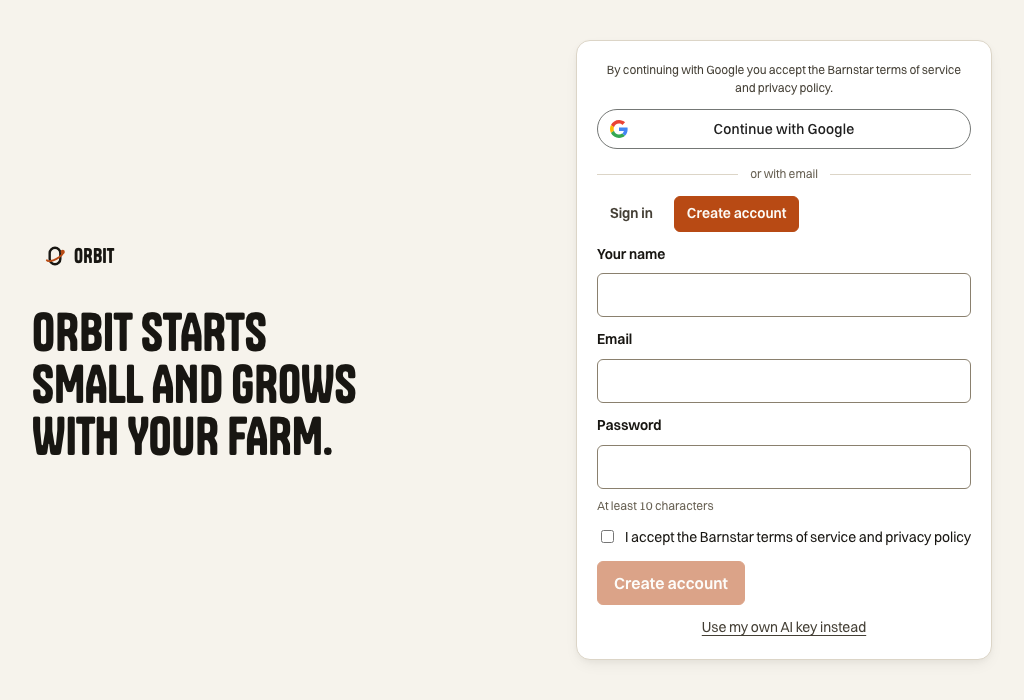 ORBIT
ORBIT STARTS
SMALL AND GROWS
WITH YOUR FARM.
By continuing with Google you accept the Barnstar terms of service
and privacy policy.
Continue with Google
or with email
Sign in
Create account
Your name
Email
Password
At least 10 characters
I accept the Barnstar terms of service and privacy policy
Create account
Use my own AI key instead